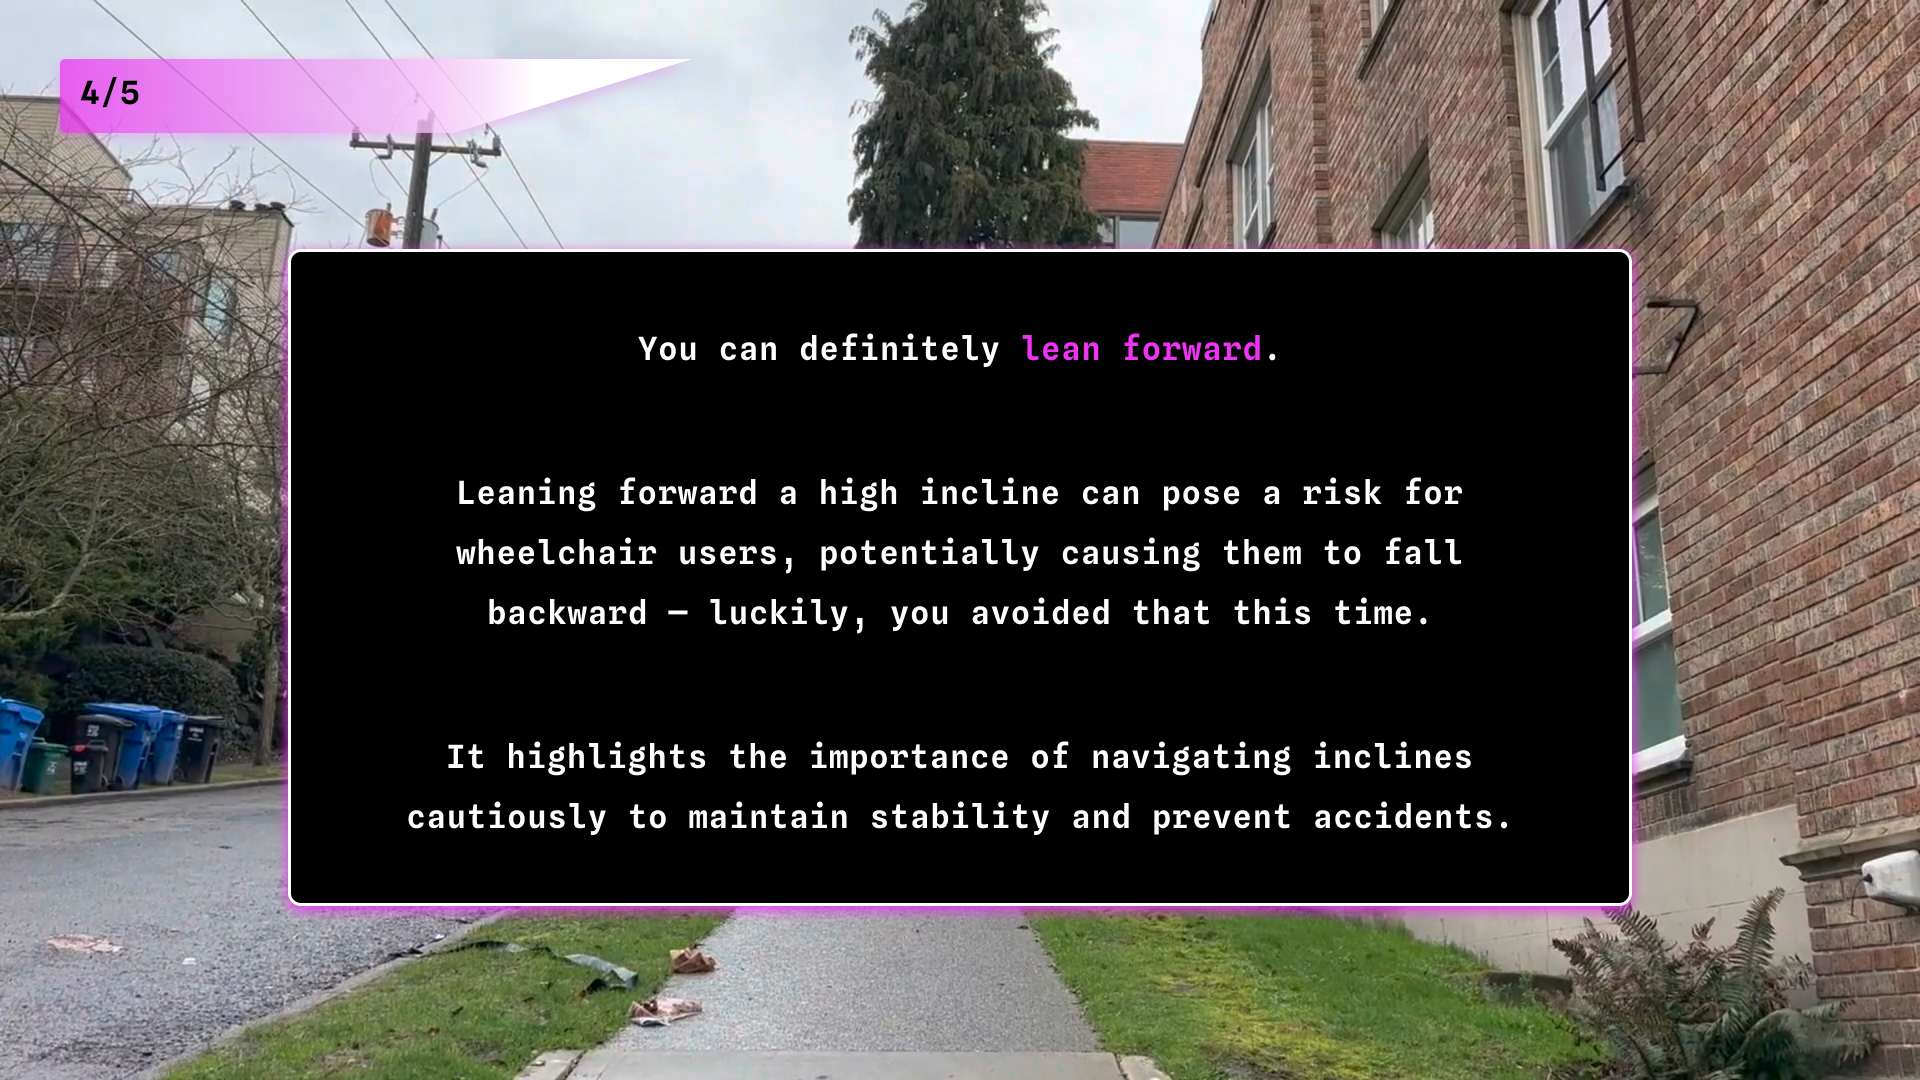 4/5
You can definitely lean forward.
Leaning forward a high incline can pose a risk for
wheelchair users, potentially causing them to fall
backward — luckily, you avoided that this time.
It highlights the importance of navigating inclines
cautiously to maintain stability and prevent accidents.